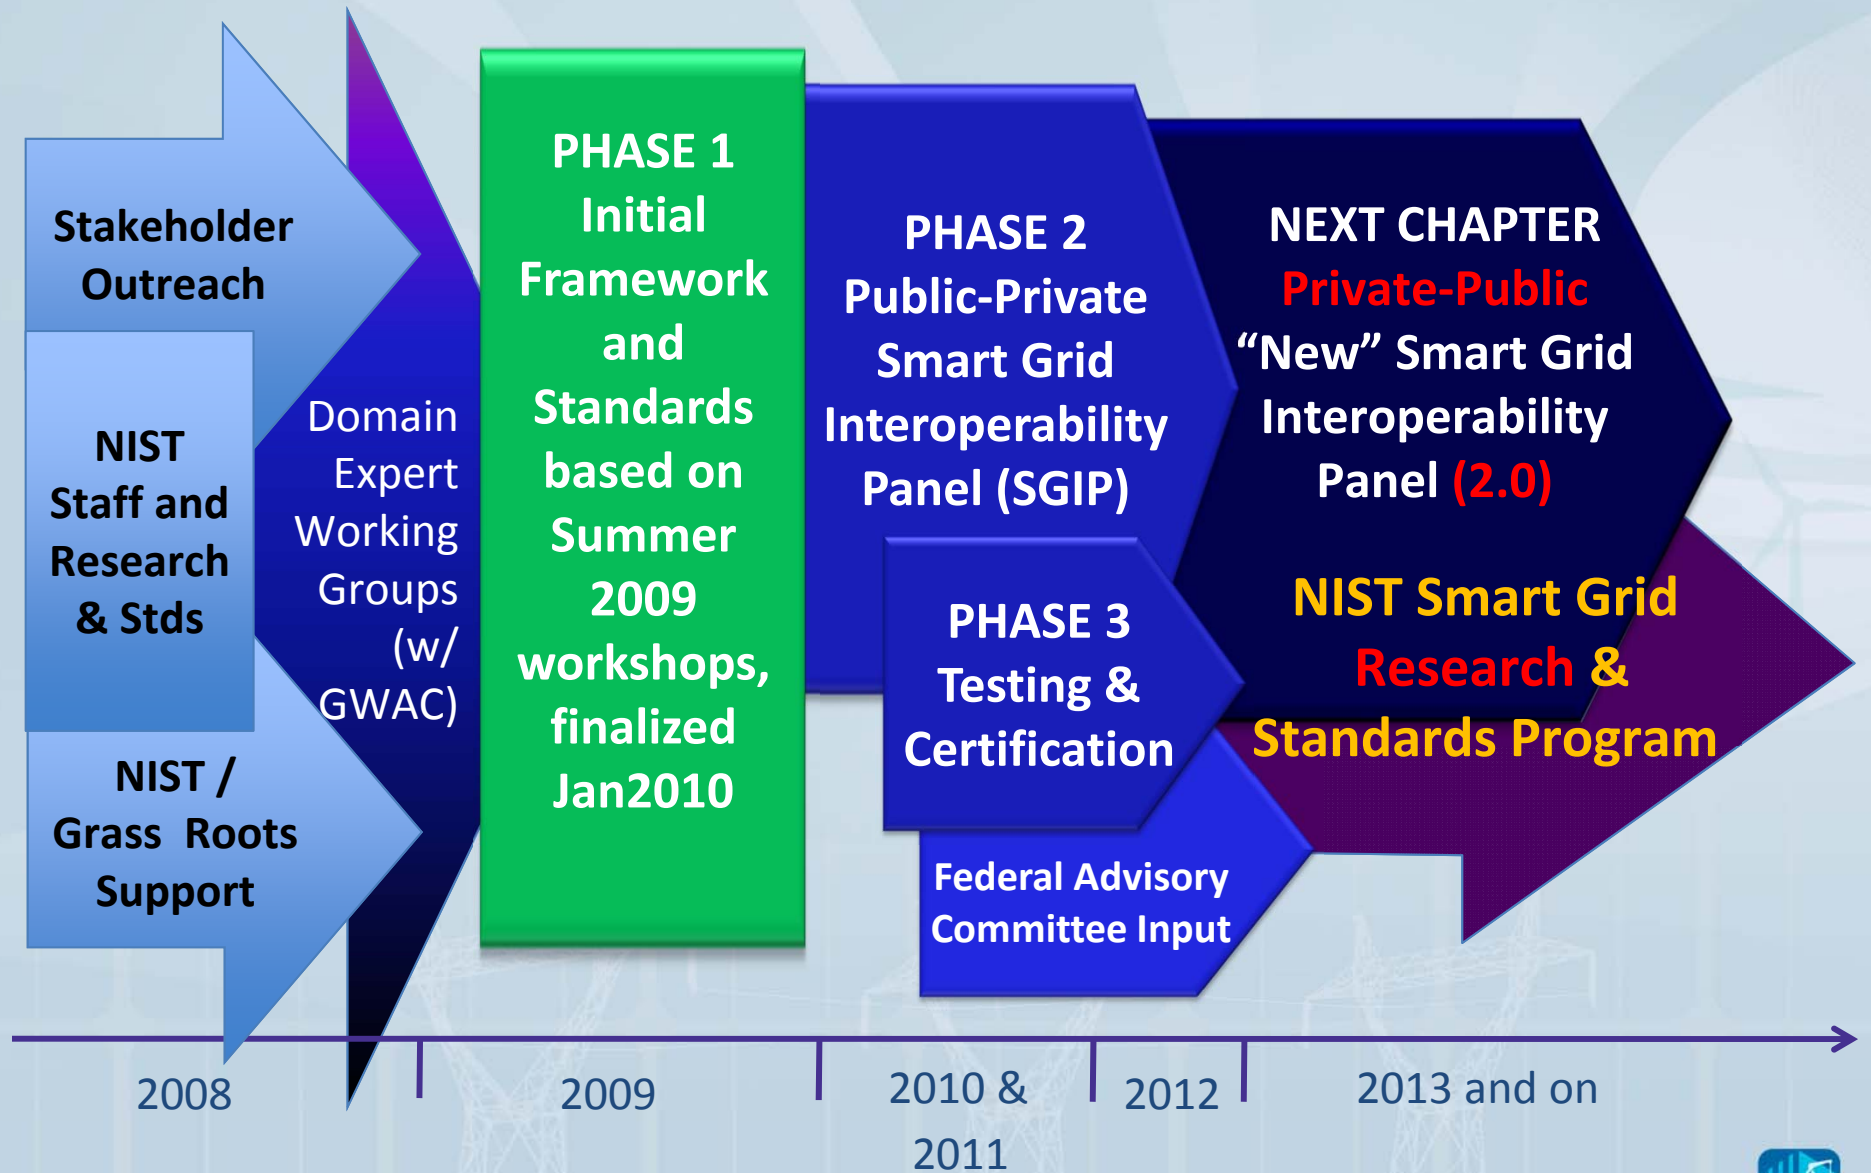 Stakeholder
Outreach
NIST
Staff and
Research
& Stds
NIST /
Grass Roots
Support
Domain
Expert
Working
Groups
(w/
GWAC)
PHASE 1
Initial
Framework
and
Standards
based on
Summer
2009
workshops,
finalized
Jan2010
PHASE 2
Public-Private
Smart Grid
Interoperability
Panel (SGIP)
PHASE 3
Testing &
Certification
Federal Advisory
Committee Input
NEXT CHAPTER
Private-Public
“New” Smart Grid
Interoperability
Panel (2.0)
NIST Smart Grid
Research &
Standards Program
2008
2009
2010 &
2011
2012
2013 and on